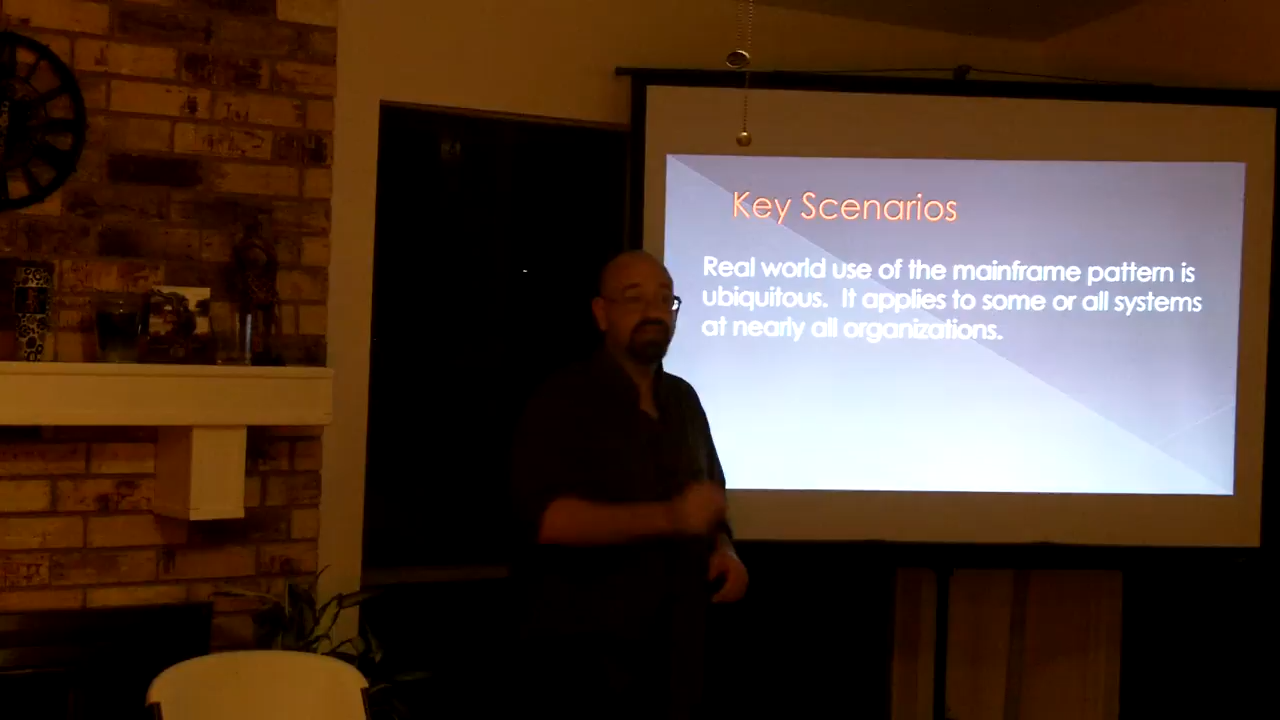 Key Scenarios
Real world use of the mainframe pattern is
ubiquitous.  It applies to some or all systems
at nearly all organizations.